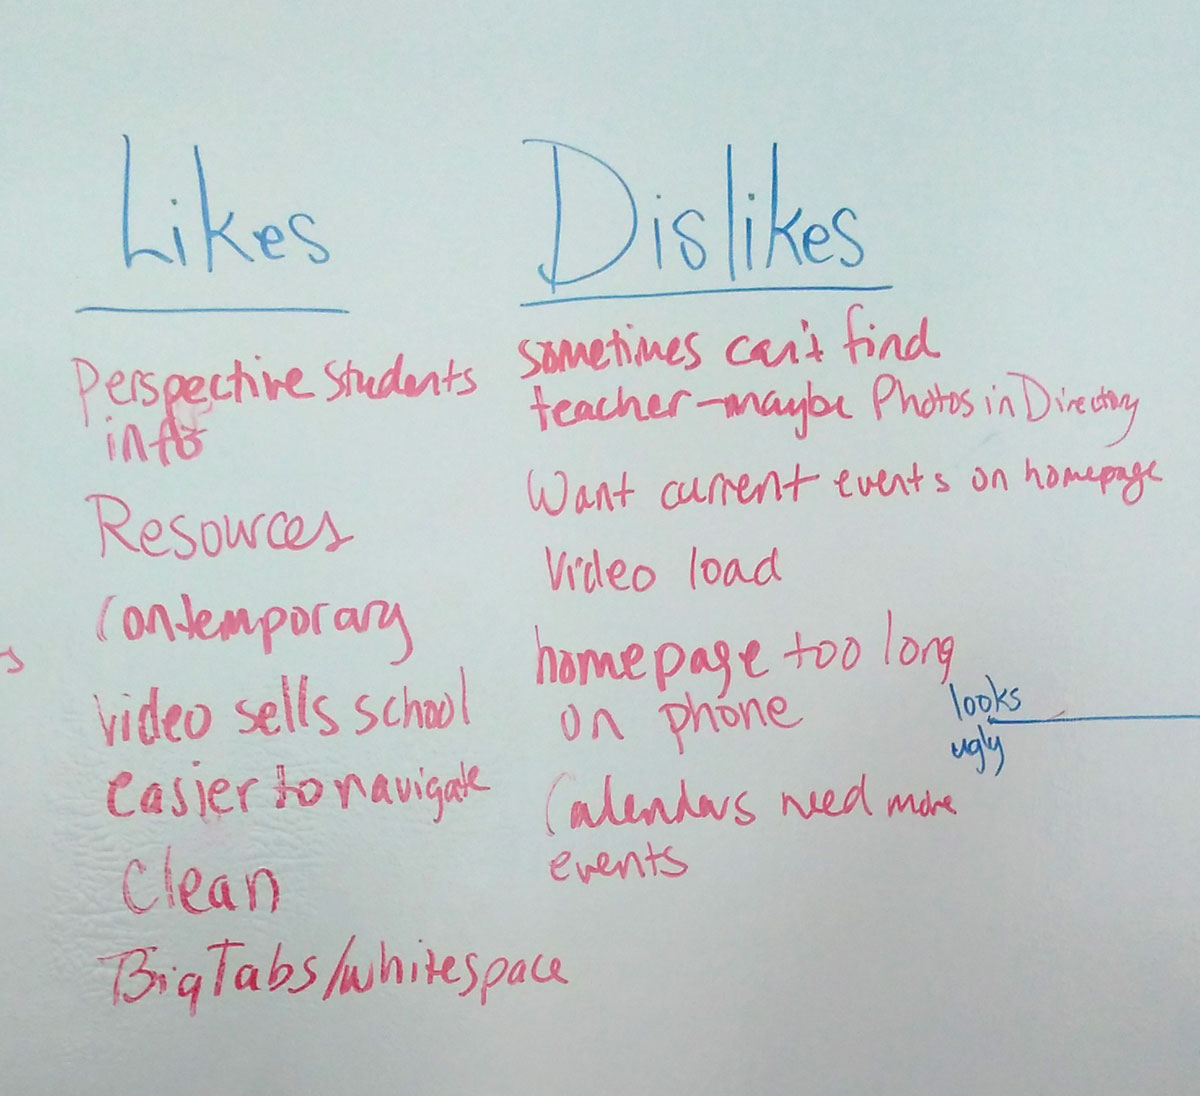 Likes
Perspective Students
info
Resources
Contemporary
video sells school
easier to navigate
Clean
Big Tabs/whitespace
Dislikes
sometimes can't find
teacher-maybe Photos in Directory
Want current events on homepage
Video load
homepage too long
on phone
looks
ugly
Calendars need more
events